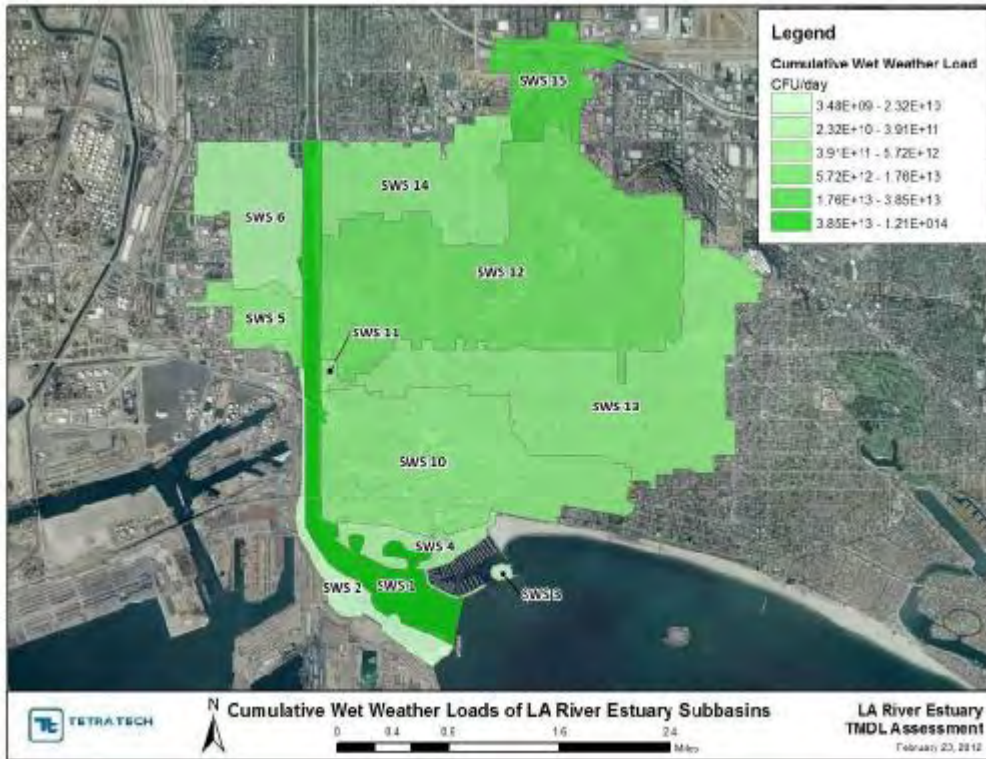 Legend
Cumulative Wet Weather Load
CFU/day
3.48E+09 - 2.32E+10
2.32E+10 - 3.91E+11
3.91E+11 - 5.72E+12
5.72E+12 - 1.76E+13
1.76E+13 - 3.85E+13
3.85E+13 - 1.21E+014
SWS 15
SWS 14
SWS 6
SWS 12
SWS 5
SWS 11
SWS 13
SWS 10
SWS 4
SWS 2
SWS 1
SWS 3
TETRA TECH
N
Cumulative Wet Weather Loads of LA River Estuary Subbasins
0 0.4 0.8 1.6 2.4
Miles
LA River Estuary
TMDL Assessment
February 23, 2012